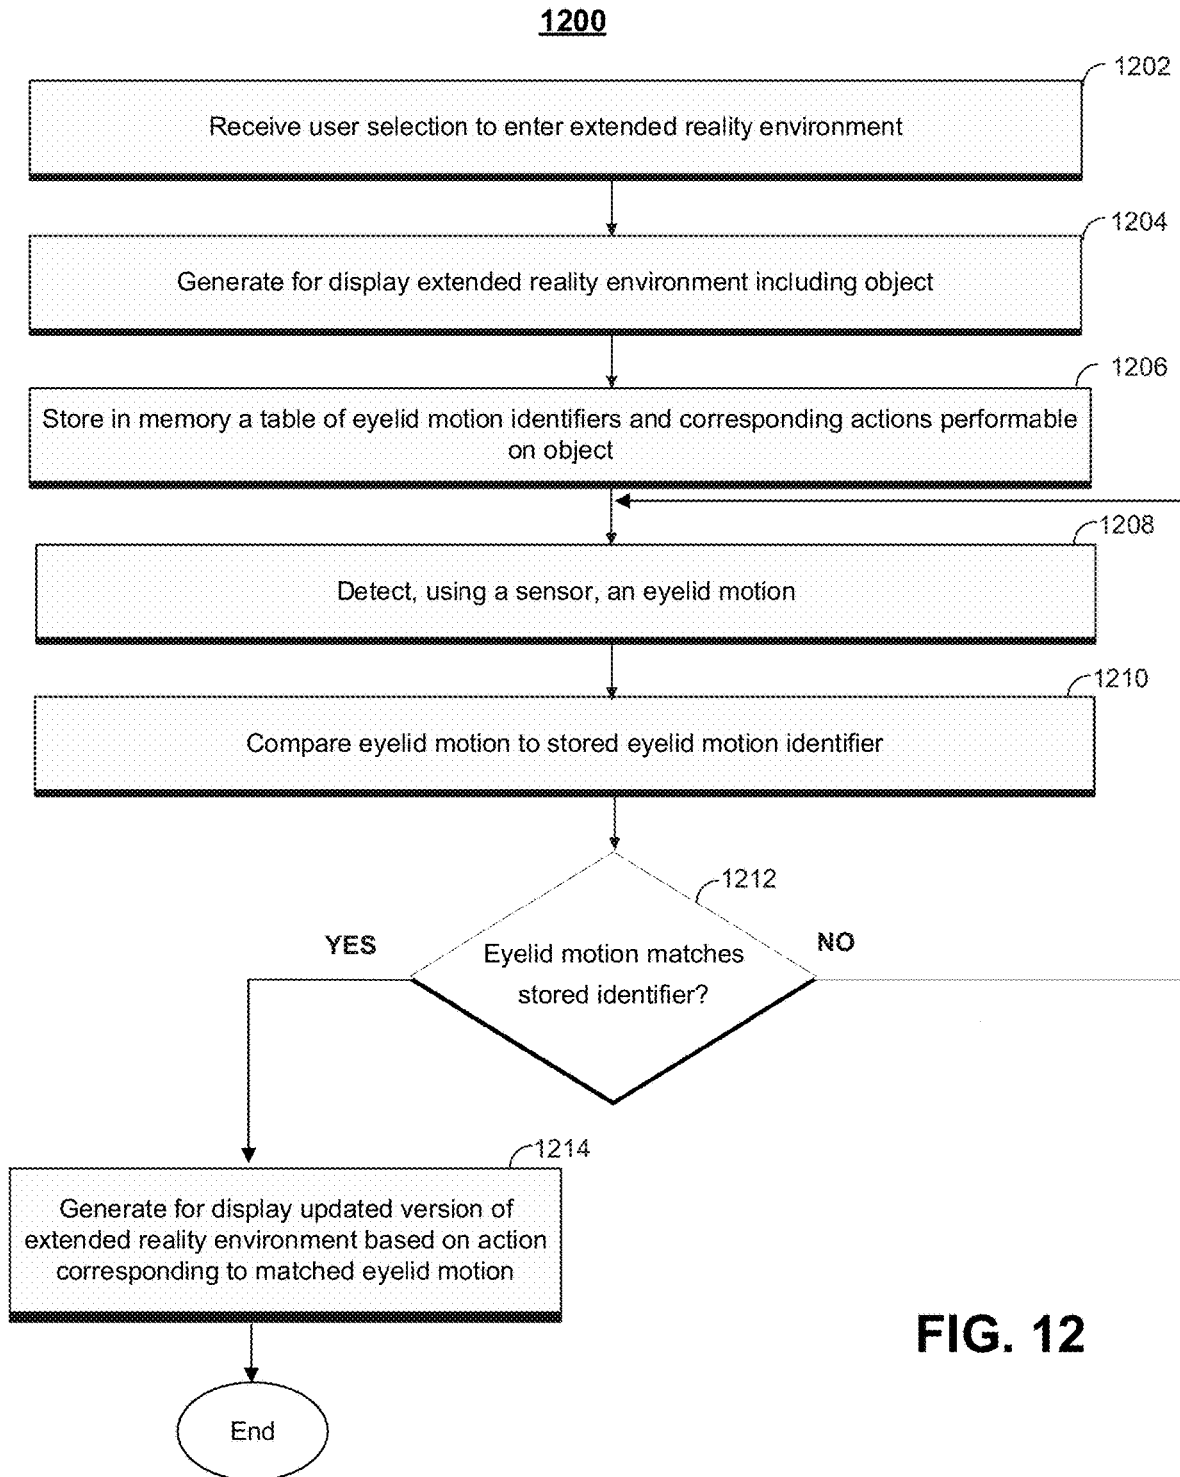 1200
1202
Receive user selection to enter extended reality environment
1204
Generate for display extended reality environment including object
1206
Store in memory a table of eyelid motion identifiers and corresponding actions performable
on object
1208
Detect, using a sensor, an eyelid motion
1210
Compare eyelid motion to stored eyelid motion identifier
1212
YES
NO
Eyelid motion matches
stored identifier?
1214
Generate for display updated version of
extended reality environment based on action
corresponding to matched eyelid motion
FIG. 12
End